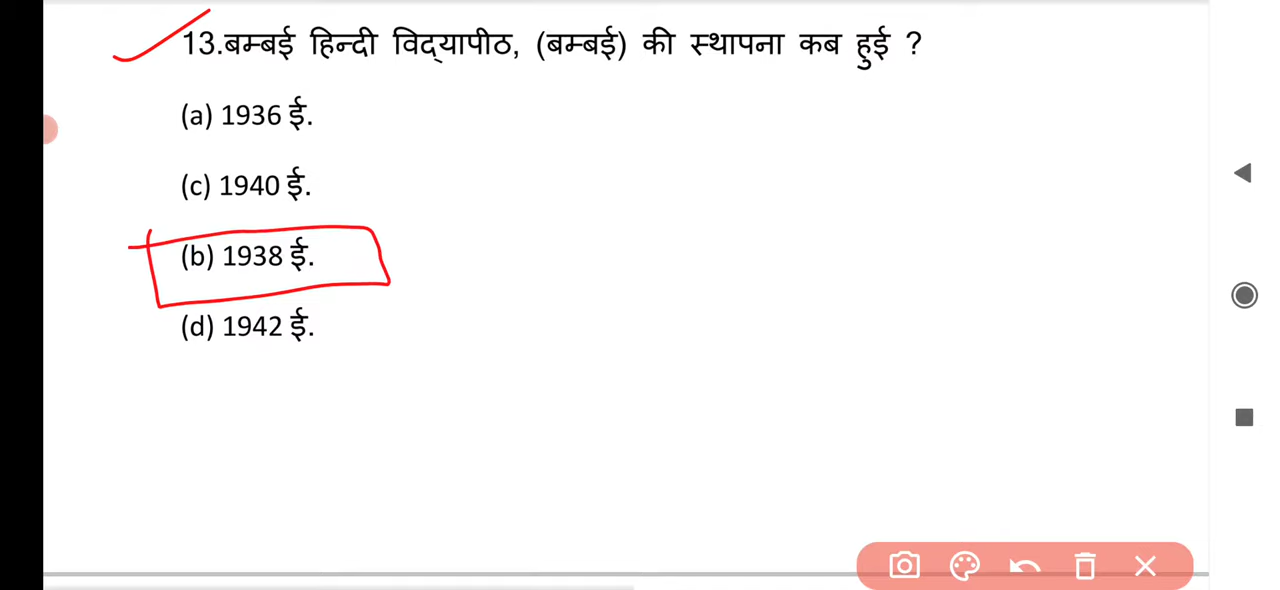 13.बम्बई हिन्दी विद्‌यापीठ, (बम्बई) की स्थापना कब हुई ?
(a) 1936 ई.
(c) 1940 ई.
(b) 1938 ई.
(d) 1942 ई.